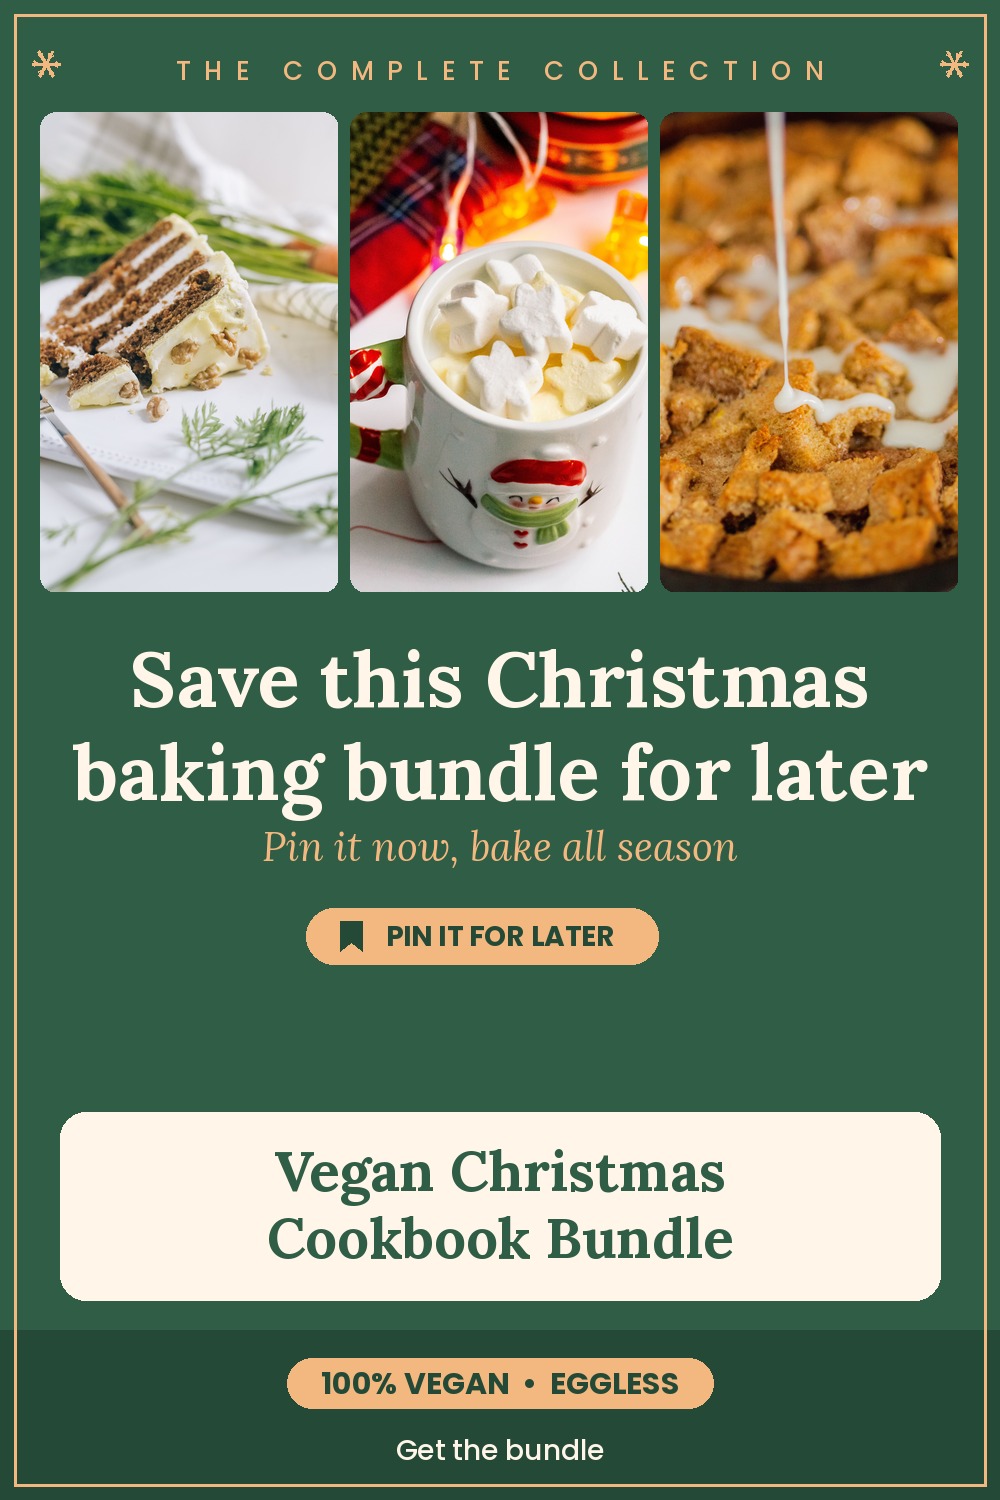 THE COMPLETE COLLECTION
Save this Christmas
baking bundle for later
Pin it now, bake all season
PIN IT FOR LATER
Vegan Christmas
Cookbook Bundle
100% VEGAN • EGGLESS
Get the bundle